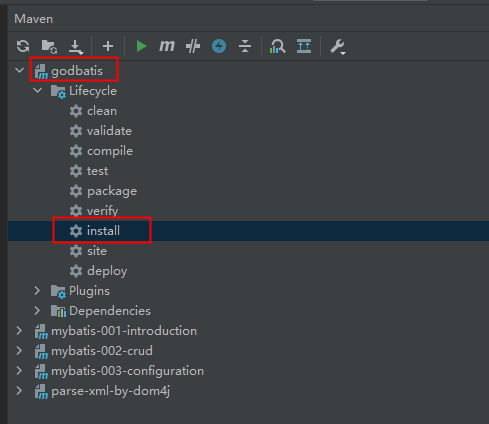 Maven
godbatis
Lifecycle
clean
validate
compile
test
package
verify
install
site
deploy
Plugins
Dependencies
mybatis-001-introduction
mybatis-002-crud
mybatis-003-configuration
parse-xml-by-dom4j